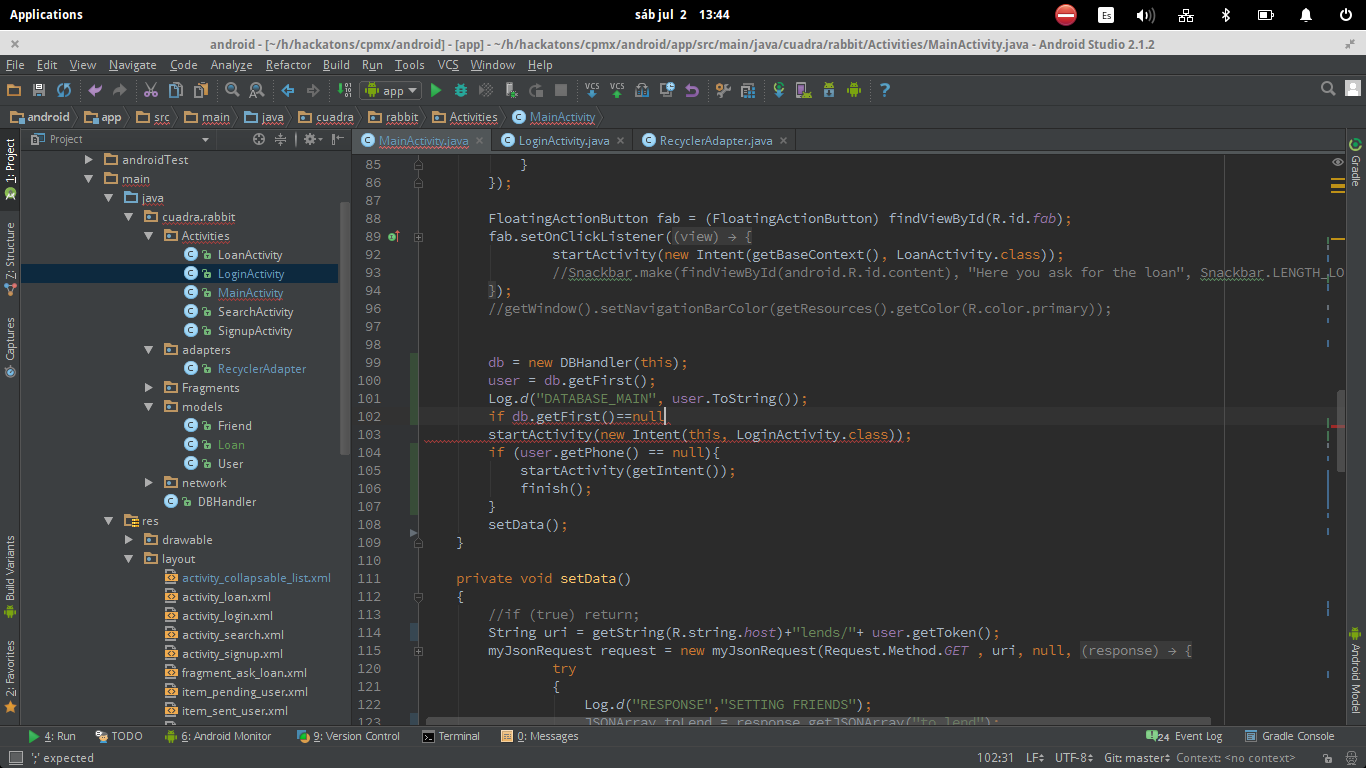 Applications
sáb jul 2 13:44
Es
android - [~/h/hackatons/cpmx/android] - [app] - ~/h/hackatons/cpmx/android/app/src/main/java/cuadra/rabbit/Activities/MainActivity.java - Android Studio 2.1.2
File Edit View Navigate Code Analyze Refactor Build Run Tools VCS Window Help
app VCS VCS ?
android app src main java cuadra rabbit Activities MainActivity
Project
MainActivity.java LoginActivity.java RecyclerAdapter.java
1: Project
Z: Structure
Captures
Build Variants
2: Favorites
androidTest
main
java
cuadra.rabbit
Activities
LoanActivity
LoginActivity
MainActivity
SearchActivity
SignupActivity
adapters
RecyclerAdapter
Fragments
models
Friend
Loan
User
network
DBHandler
res
drawable
layout
activity_collapsable_list.xml
activity_loan.xml
activity_login.xml
activity_search.xml
activity_signup.xml
fragment_ask_loan.xml
item_pending_user.xml
item_sent_user.xml
85 }
86 });
87
88 FloatingActionButton fab = (FloatingActionButton) findViewById(R.id.fab);
89 fab.setOnClickListener((view) → {
92 startActivity(new Intent(getBaseContext(), LoanActivity.class));
93 //Snackbar.make(findViewById(android.R.id.content), "Here you ask for the loan", Snackbar.LENGTH_LO
94 });
96 //getWindow().setNavigationBarColor(getResources().getColor(R.color.primary));
97
98
99 db = new DBHandler(this);
100 user = db.getFirst();
101 Log.d("DATABASE_MAIN", user.ToString());
102 if db.getFirst()==null
103 startActivity(new Intent(this, LoginActivity.class));
104 if (user.getPhone() == null){
105 startActivity(getIntent());
106 finish();
107 }
108 setData();
109 }
110
111 private void setData()
112 {
113 //if (true) return;
114 String uri = getString(R.string.host)+"lends/"+ user.getToken();
115 myJsonRequest request = new myJsonRequest(Request.Method.GET , uri, null, (response) → {
120 try
121 {
122 Log.d("RESPONSE","SETTING FRIENDS");
123 JSONArray toLend = response.getJSONArray("to_lend");
Gradle
Android Model
4: Run TODO 6: Android Monitor 9: Version Control Terminal 0: Messages 24 Event Log Gradle Console
';' expected 102:31 LF UTF-8 Git: master Context: <no context>